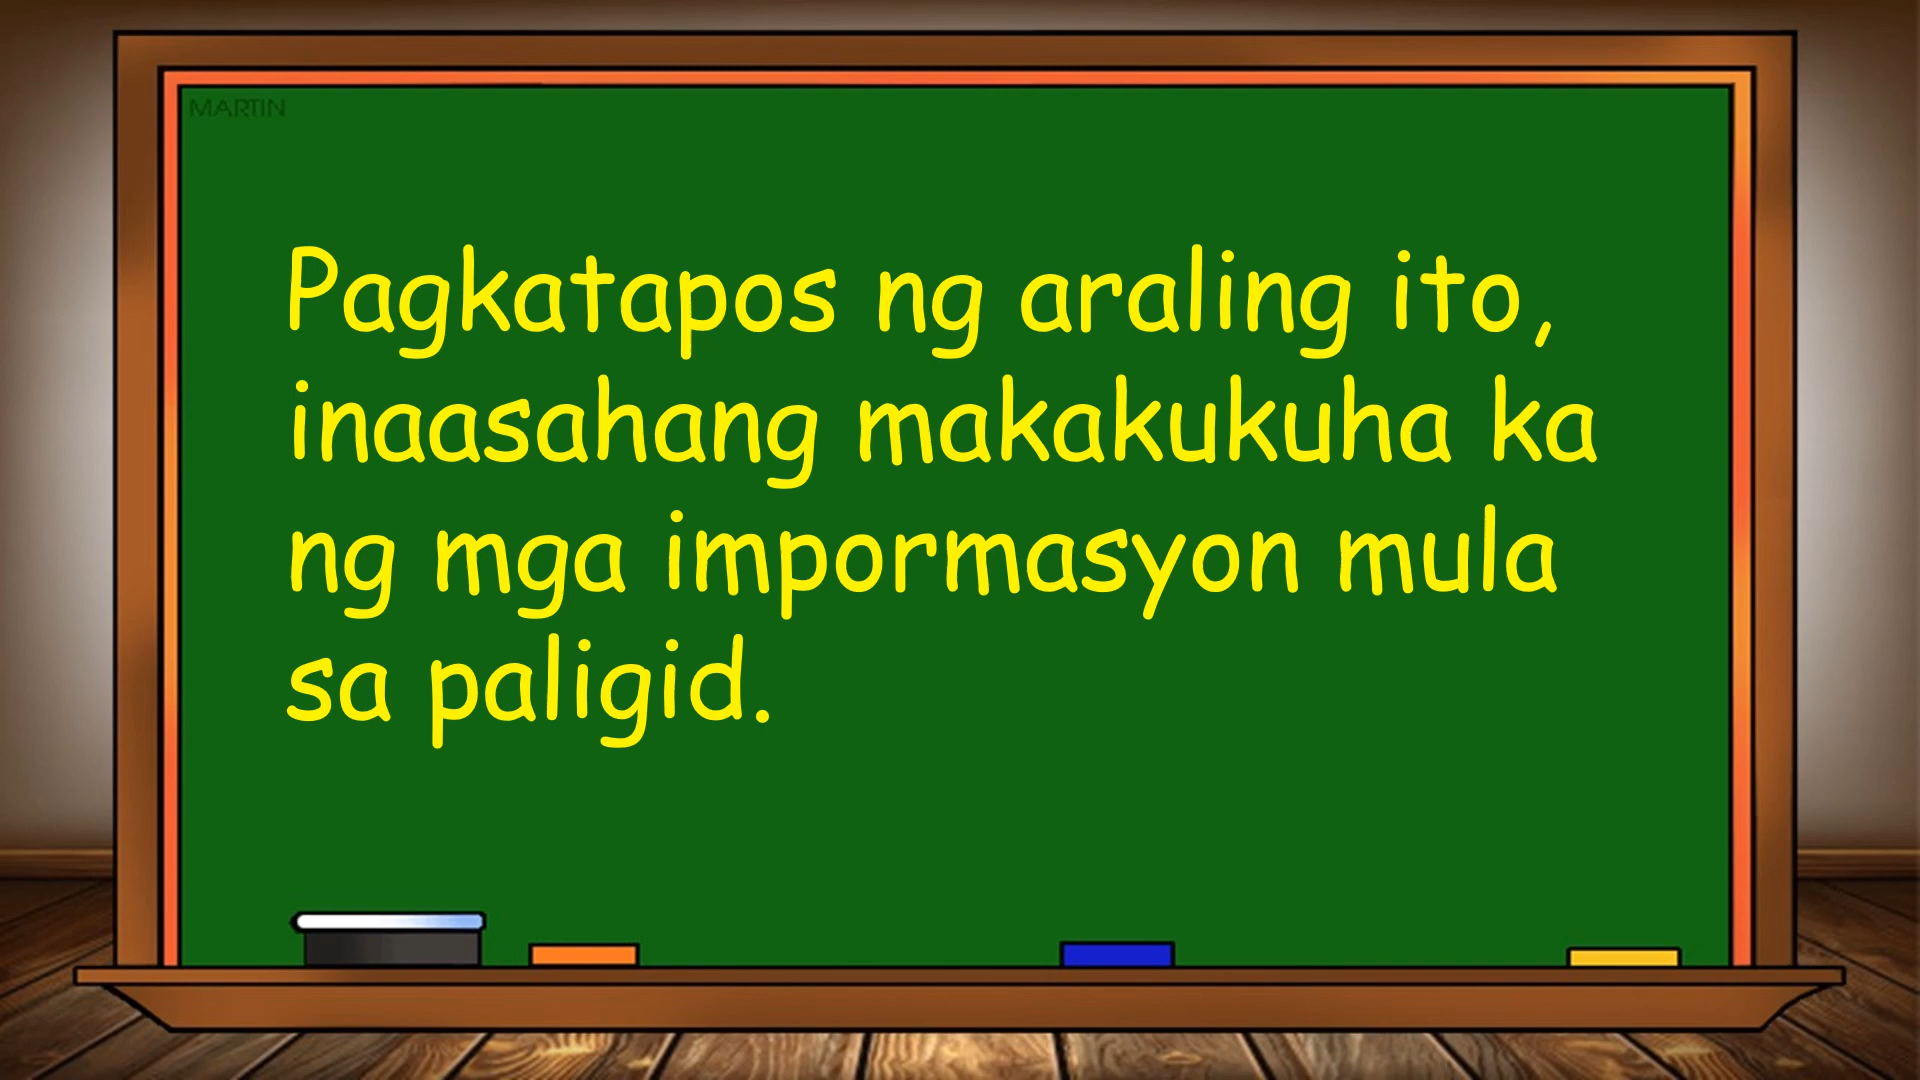 MARTIN
Pagkatapos ng araling ito,
inaasahang makakukuha ka
ng mga impormasyon mula
sa paligid.